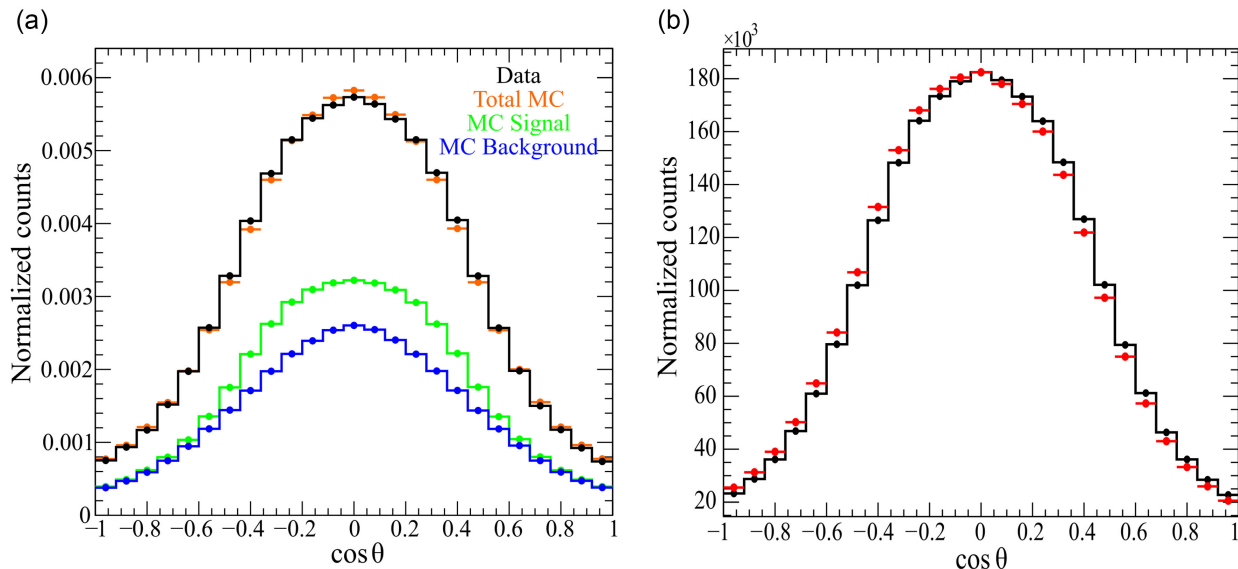 (a)
Normalized counts
0.006
0.005
0.004
0.003
0.002
0.001
0
Data
Total MC
MC Signal
MC Background
−1 −0.8 −0.6 −0.4 −0.2 0 0.2 0.4 0.6 0.8 1
cos θ
(b)
×10³
Normalized counts
180
160
140
120
100
80
60
40
20
−1 −0.8 −0.6 −0.4 −0.2 0 0.2 0.4 0.6 0.8 1
cos θ